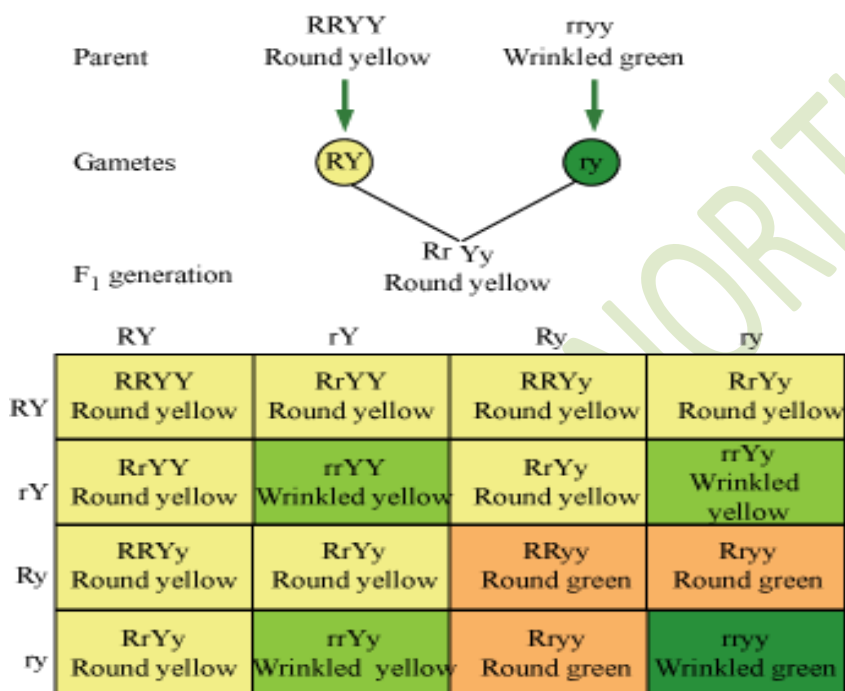 RRYY rryy
Parent Round yellow Wrinkled green
Gametes RY ry
Rr Yy
F₁ generation Round yellow
RY rY Ry ry
RRYY RrYY RRYy RrYy
RY Round yellow Round yellow Round yellow Round yellow
RrYY rrYY RrYy rrYy
rY Round yellow Wrinkled yellow Round yellow Wrinkled
yellow
RRYy RrYy RRyy Rryy
Ry Round yellow Round yellow Round green Round green
RrYy rrYy Rryy rryy
ry Round yellow Wrinkled yellow Round green Wrinkled green